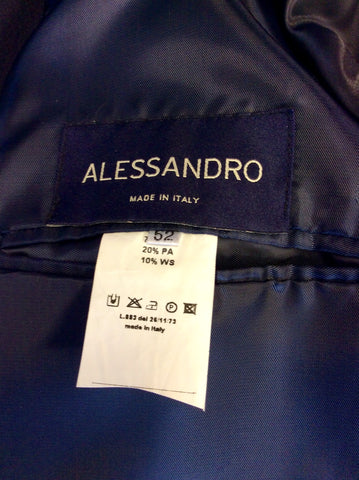 ALESSANDRO
MADE IN ITALY
52
20% PA
10% WS
P
L.883 del 26/11/73
made in Italy